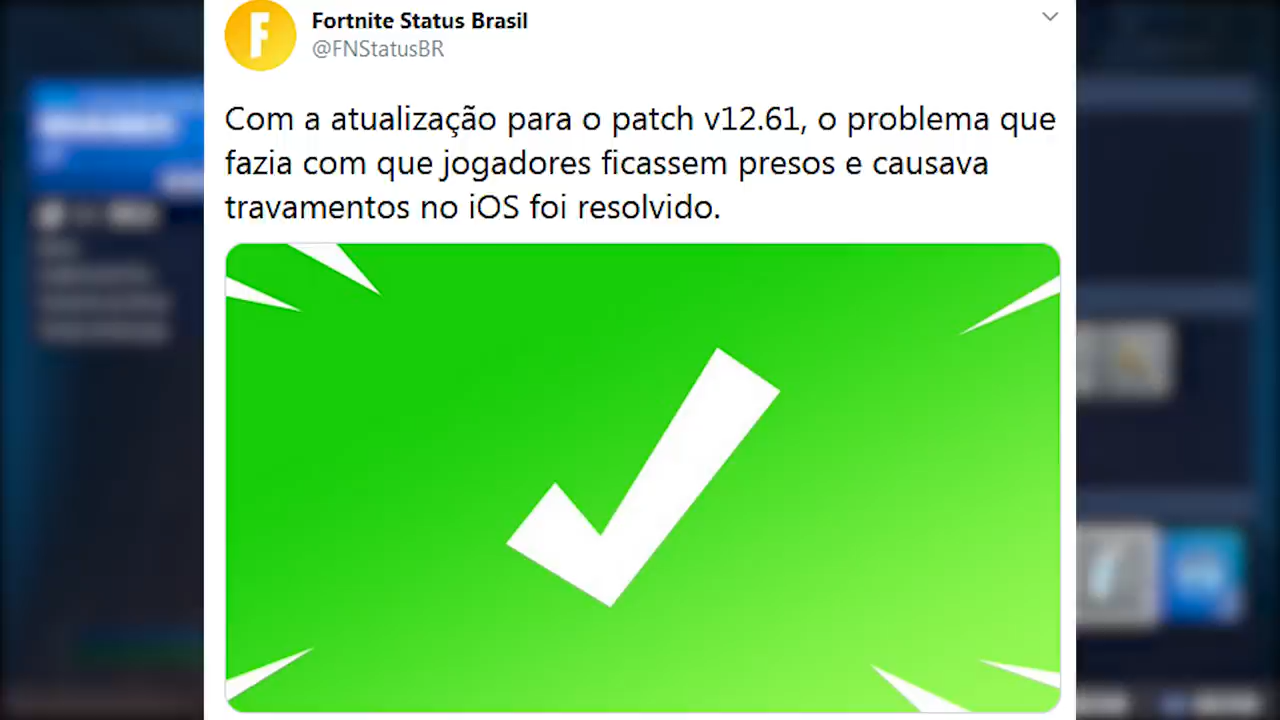 Fortnite Status Brasil
@FNStatusBR
Com a atualização para o patch v12.61, o problema que
fazia com que jogadores ficassem presos e causava
travamentos no iOS foi resolvido.